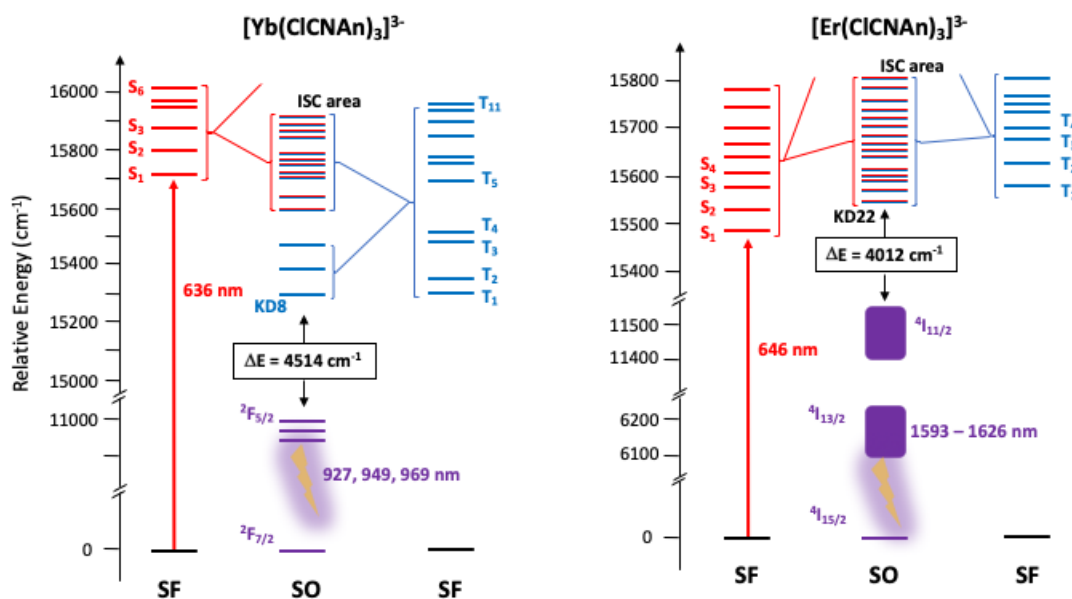 [Yb(ClCNAn)₃]³⁻
Relative Energy (cm⁻¹)
16000
15800
15600
15400
15200
15000
11000
0
S₆
S₃
S₂
S₁
636 nm
ISC area
KD8
ΔE = 4514 cm⁻¹
²F₅/₂
927, 949, 969 nm
²F₇/₂
T₁₁
T₅
T₄
T₃
T₂
T₁
SF
SO
SF
[Er(ClCNAn)₃]³⁻
15800
15700
15600
15500
15400
11500
11400
6200
6100
0
S₄
S₃
S₂
S₁
646 nm
ISC area
KD22
ΔE = 4012 cm⁻¹
⁴I₁₁/₂
⁴I₁₃/₂
1593 – 1626 nm
⁴I₁₅/₂
SF
SO
SF